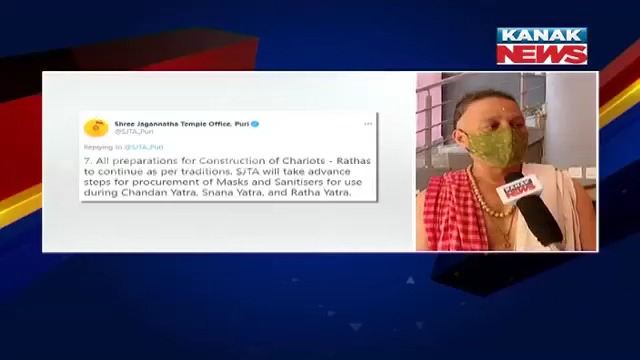 KANAK
NEWS
Shree Jagannatha Temple Office, Puri
@SJTA_Puri
Replying to @SJTA_Puri
7. All preparations for Construction of Chariots - Rathas
to continue as per traditions. SJTA will take advance
steps for procurement of Masks and Sanitisers for use
during Chandan Yatra, Snana Yatra, and Ratha Yatra.
KANAK
NEWS